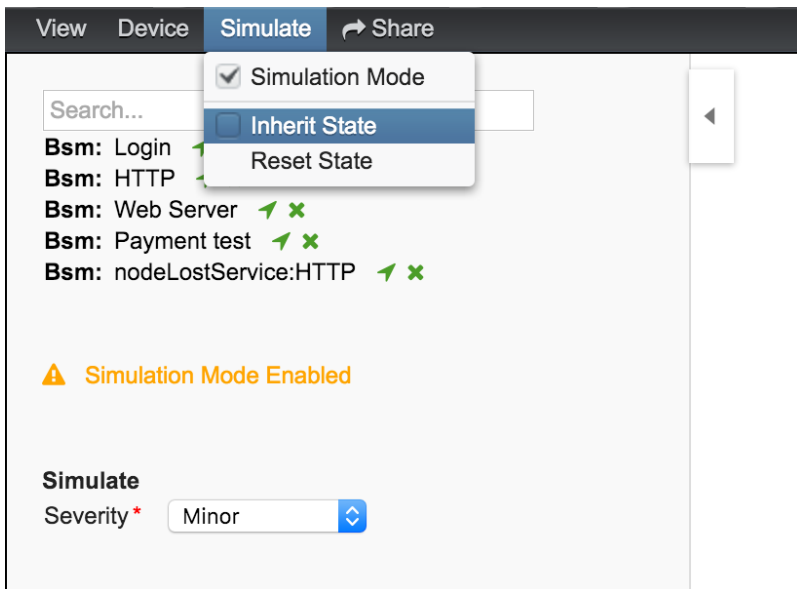 View Device Simulate Share
Simulation Mode
Search...
Inherit State
Reset State
Bsm: Login
Bsm: HTTP
Bsm: Web Server
Bsm: Payment test
Bsm: nodeLostService:HTTP
Simulation Mode Enabled
Simulate
Severity* Minor